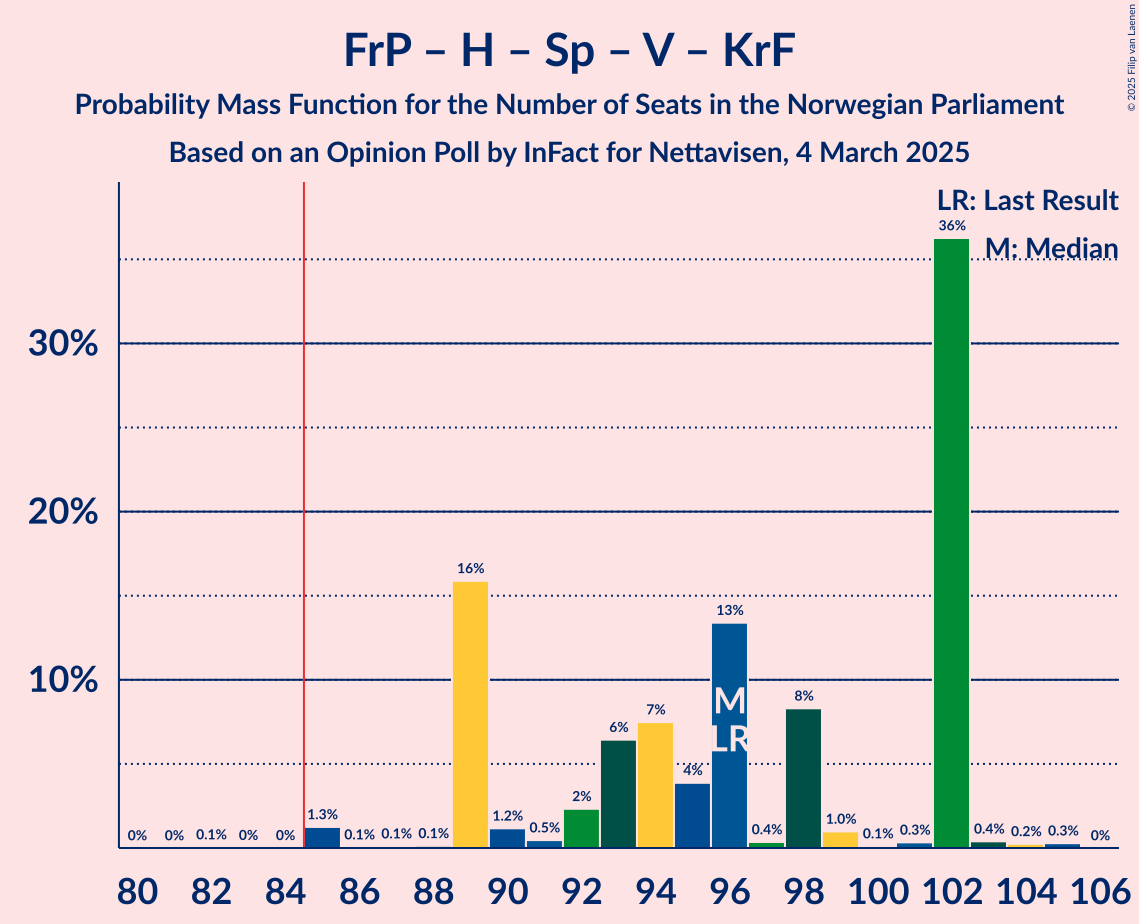 FrP – H – Sp – V – KrF
Probability Mass Function for the Number of Seats in the Norwegian Parliament
Based on an Opinion Poll by InFact for Nettavisen, 4 March 2025
© 2025 Filip van Laenen
LR: Last Result
M: Median
30%
20%
10%
0% 0% 0.1% 0% 0% 1.3% 0.1% 0.1% 0.1% 16% 1.2% 0.5% 2% 6% 7% 4% 13% 0.4% 8% 1.0% 0.1% 0.3% 36% 0.4% 0.2% 0.3% 0%
M
LR
80 82 84 86 88 90 92 94 96 98 100 102 104 106